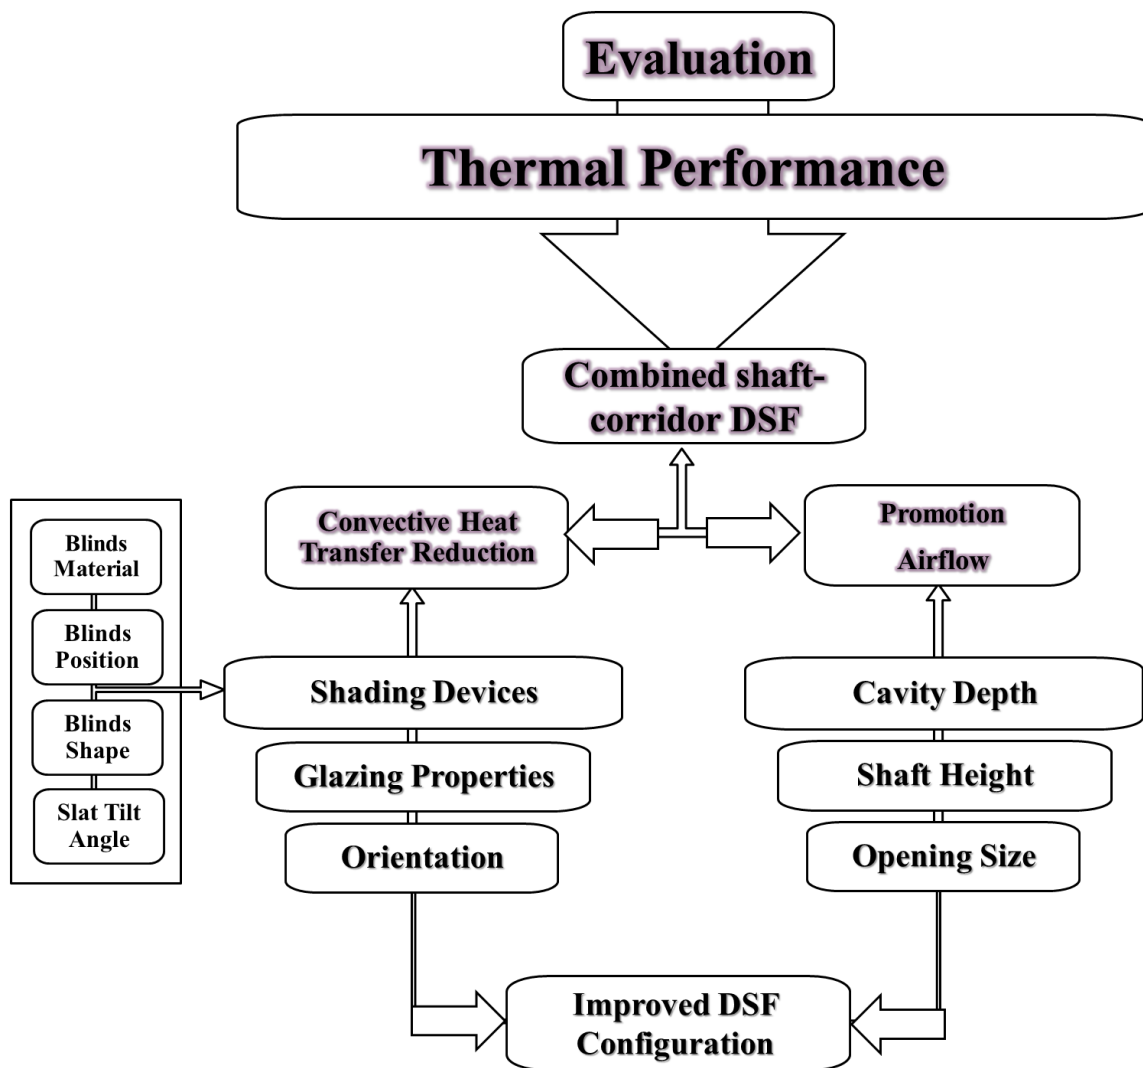 Evaluation
Thermal Performance
Combined shaft-
corridor DSF
Convective Heat
Transfer Reduction
Promotion
Airflow
Blinds
Material
Blinds
Position
Blinds
Shape
Slat Tilt
Angle
Shading Devices
Glazing Properties
Orientation
Cavity Depth
Shaft Height
Opening Size
Improved DSF
Configuration